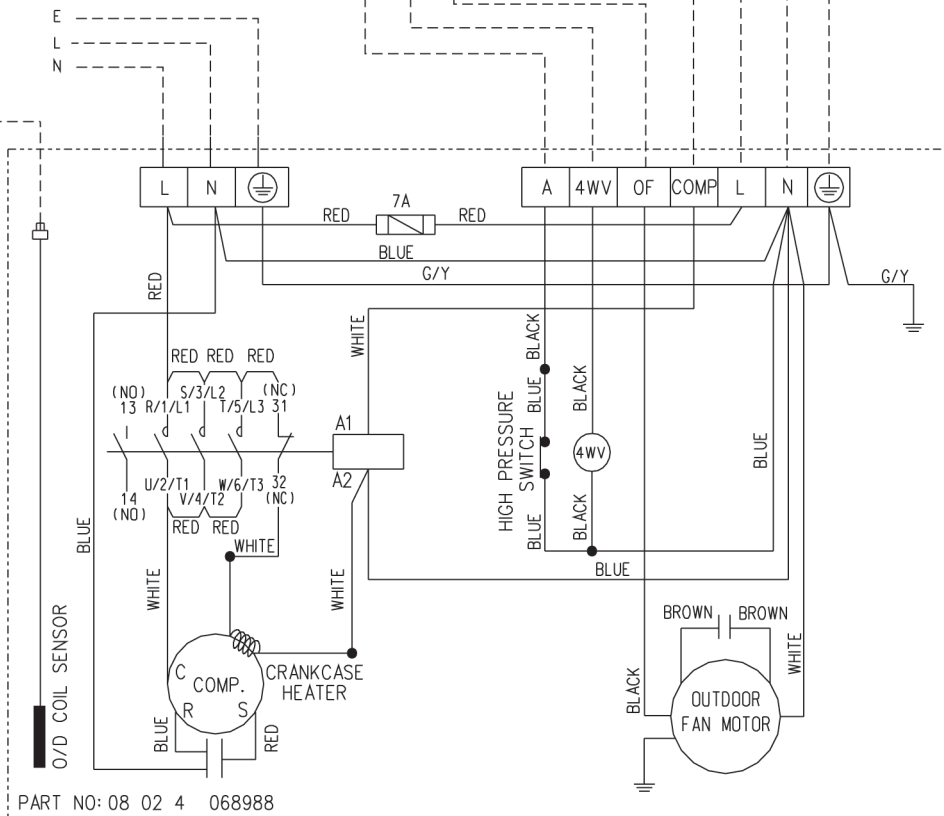 E
L
N
L N
A 4WV OF COMP L N
RED 7A RED
BLUE
G/Y
G/Y
RED
WHITE
BLACK
BLACK
BLUE
RED RED RED
(NO) S/3/L2 (NC)
13 R/1/L1 T/5/L3 31
A1
A2
HIGH PRESSURE
SWITCH
4WV
BLUE
U/2/T1 W/6/T3 32
14 V/4/T2 (NC)
(NO)
RED RED
BLUE
WHITE
BLUE
BLACK
BLUE
WHITE
WHITE
BROWN BROWN
WHITE
O/D COIL SENSOR
C COMP.
R S
CRANKCASE
HEATER
BLACK
OUTDOOR
FAN MOTOR
BLUE
RED
PART NO: 08 02 4 068988